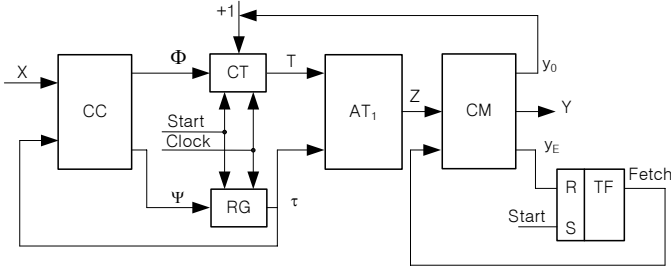 +1
X
Φ
CT
T
y0
CC
AT1
Z
CM
Y
Start
Clock
yE
Fetch
Ψ
RG
τ
R
TF
Start
S